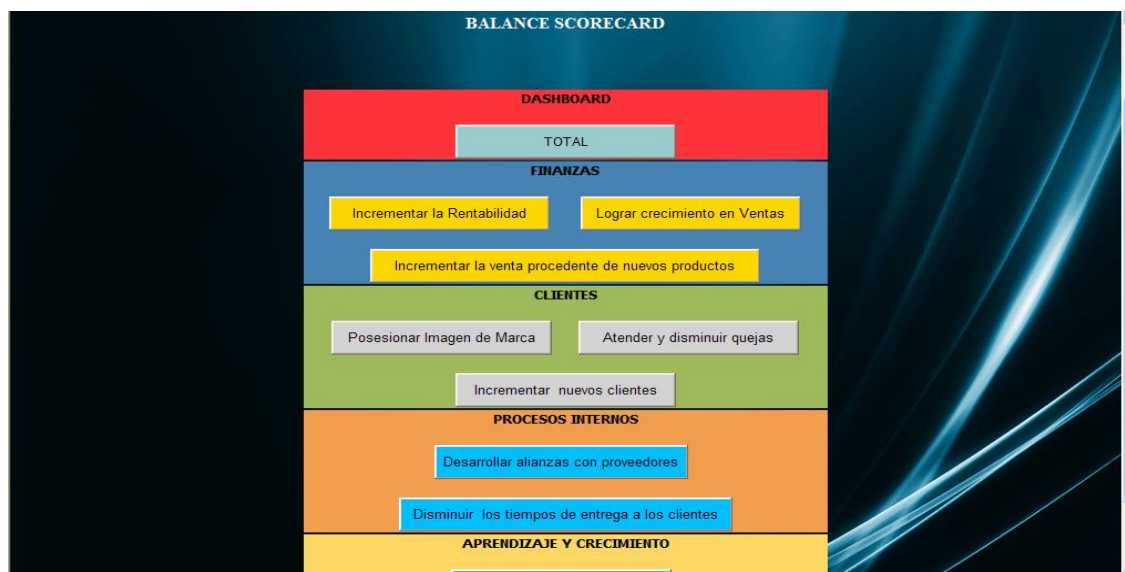 BALANCE SCORECARD
DASHBOARD
TOTAL
FINANZAS
Incrementar la Rentabilidad
Lograr crecimiento en Ventas
Incrementar la venta procedente de nuevos productos
CLIENTES
Posesionar Imagen de Marca
Atender y disminuir quejas
Incrementar nuevos clientes
PROCESOS INTERNOS
Desarrollar alianzas con proveedores
Disminuir los tiempos de entrega a los clientes
APRENDIZAJE Y CRECIMIENTO